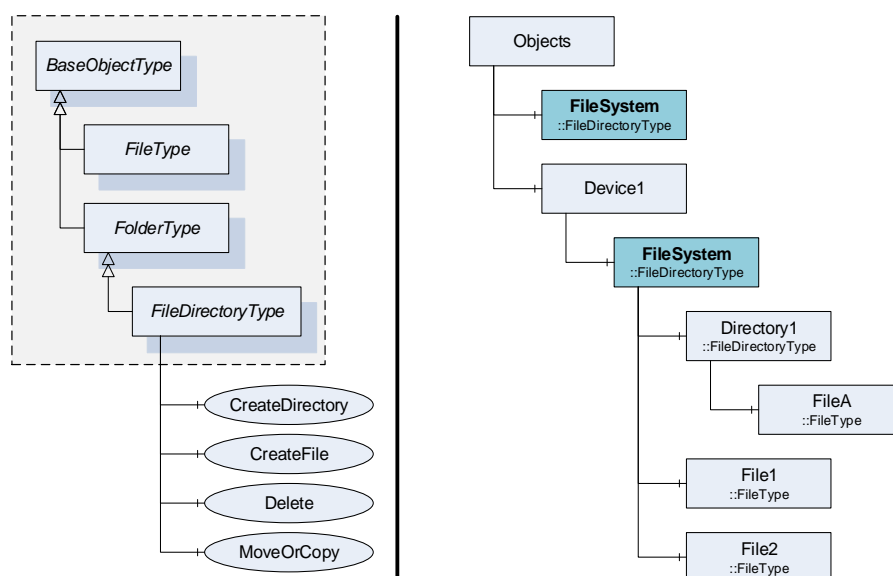 BaseObjectType
FileType
FolderType
FileDirectoryType
CreateDirectory
CreateFile
Delete
MoveOrCopy
Objects
FileSystem
::FileDirectoryType
Device1
FileSystem
::FileDirectoryType
Directory1
::FileDirectoryType
FileA
::FileType
File1
::FileType
File2
::FileType